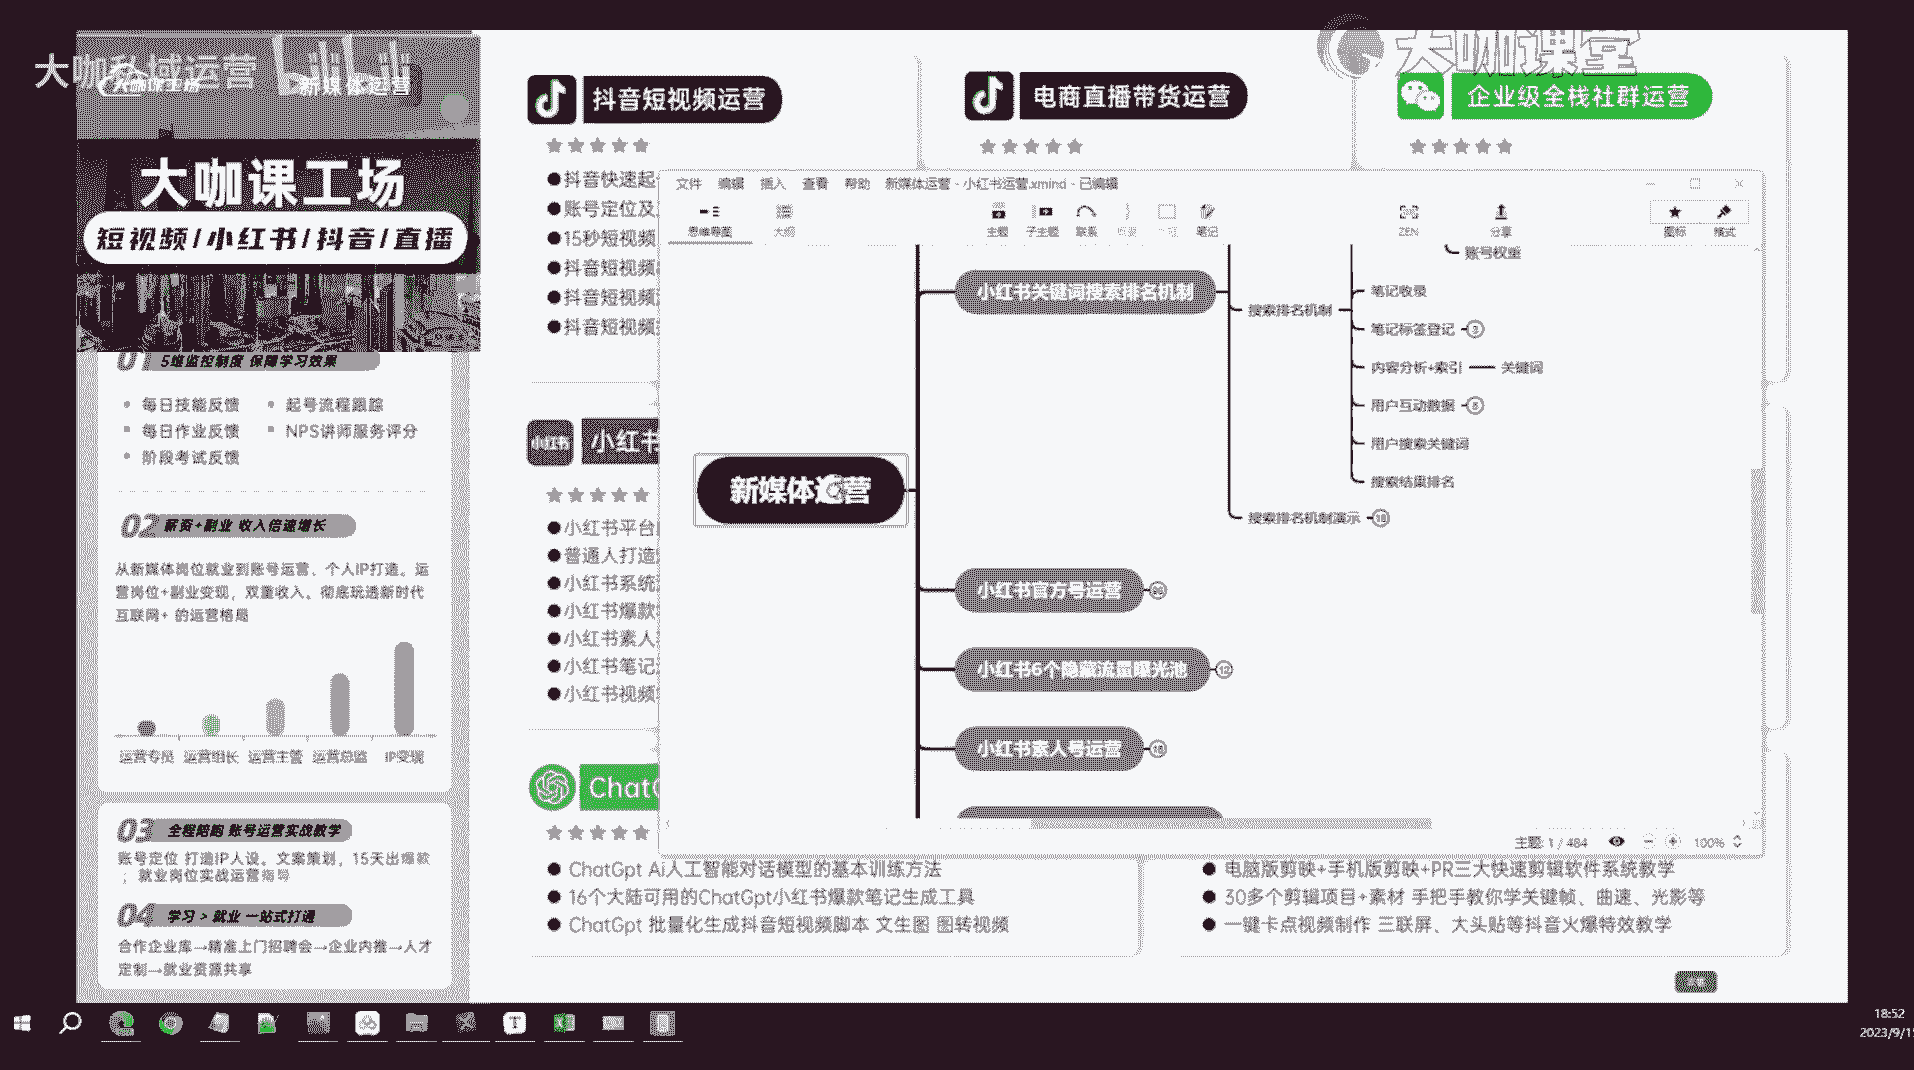 大咖私域运营
大咖课堂
新媒体运营
大咖课工场
短视频/小红书/抖音/直播
01 5维监控制度 保障学习效果
每日技能反馈
起号流程跟踪
每日作业反馈
NPS讲师服务评分
阶段考试反馈
02 薪资+副业 收入倍速增长
从新媒体岗位就业到账号运营、个人IP打造。运
营岗位+副业变现，双重收入。彻底玩透新时代
互联网+ 的运营格局
运营专员 运营组长 运营主管 运营总监 IP变现
03 全程陪跑 账号运营实战教学
账号定位 打造IP人设。文案策划，15天出爆款
；就业岗位实战运营指导
04 学习 > 就业 一站式打通
合作企业库→精准上门招聘会→企业内推→人才
定制→就业资源共享
抖音短视频运营
电商直播带货运营
企业级全栈社群运营
抖音快速起
账号定位及
15秒短视频
抖音短视频
抖音短视频
抖音短视频
小红书
小红书平台
普通人打造
小红书系统
小红书爆款
小红书素人
小红书笔记
小红书视频
文件 编辑 插入 查看 帮助 新媒体运营 - 小红书运营.xmind - 已编辑
思维导图 大纲 主题 子主题 联系 概要 笔记 ZEN 分享 图标 格式
账号权重
小红书关键词搜索排名机制
搜索排名机制
笔记收录
笔记标签登记 3
内容分析+索引
关键词
用户互动数据 5
用户搜索关键词
搜索结果排名
搜索排名机制演示 18
新媒体运营
小红书官方号运营
小红书6个隐藏流量曝光池 12
小红书素人号运营
主题: 1 / 484
100%
ChatG
ChatGpt Ai人工智能对话模型的基本训练方法
16个大陆可用的ChatGpt小红书爆款笔记生成工具
ChatGpt 批量化生成抖音短视频脚本 文生图 图转视频
电脑版剪映+手机版剪映+PR三大快速剪辑软件系统教学
30多个剪辑项目+素材 手把手教你学关键帧、曲速、光影等
一键卡点视频制作 三联屏、大头贴等抖音火爆特效教学
18:52
2023/9/15